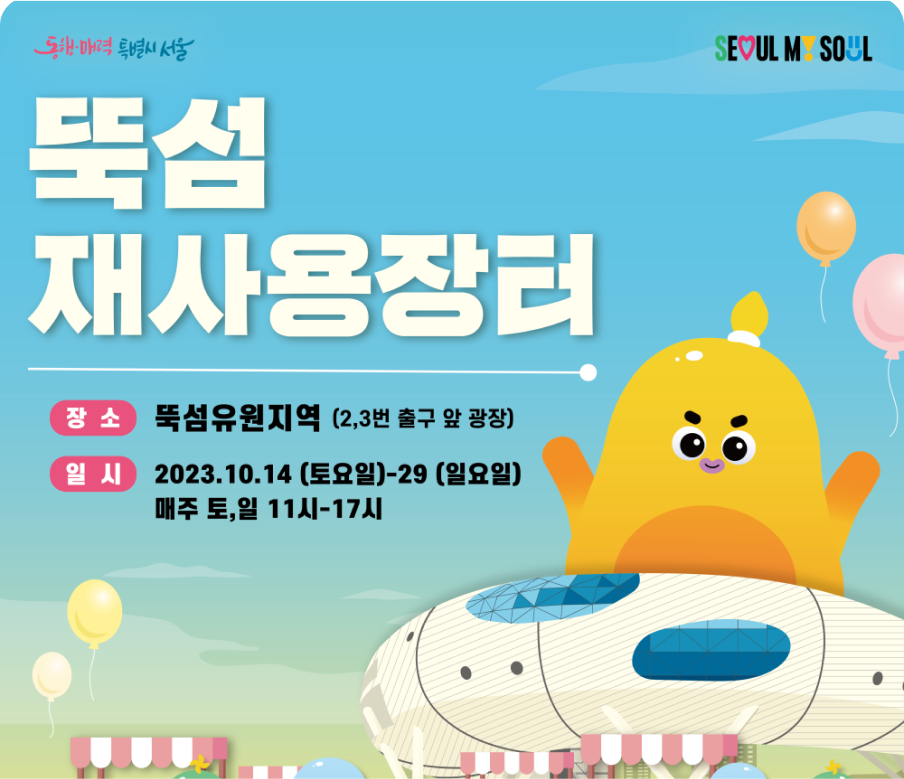 동행·매력 특별시 서울
SEOUL MY SOUL
뚝섬
재사용장터
장 소 뚝섬유원지역 (2,3번 출구 앞 광장)
일 시 2023.10.14 (토요일)-29 (일요일)
매주 토,일 11시-17시